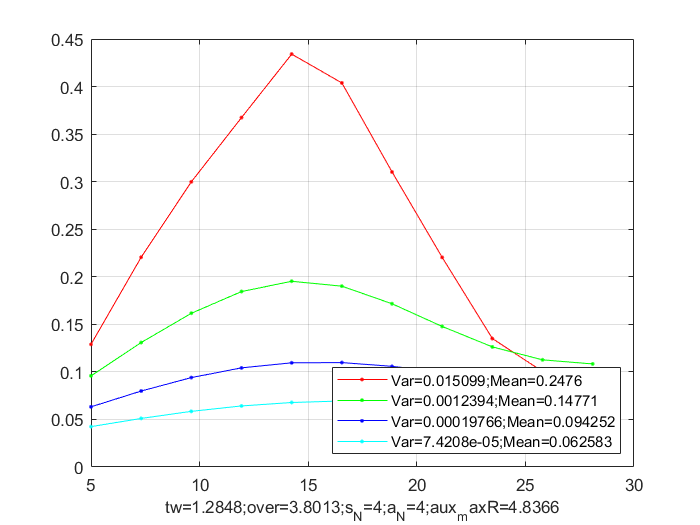 0.45
0.4
0.35
0.3
0.25
0.2
0.15
0.1
0.05
0
5 10 15 20 25 30
Var=0.015099;Mean=0.2476
Var=0.0012394;Mean=0.14771
Var=0.00019766;Mean=0.094252
Var=7.4208e-05;Mean=0.062583
tw=1.2848;over=3.8013;s_N=4;a_N=4;aux_maxR=4.8366